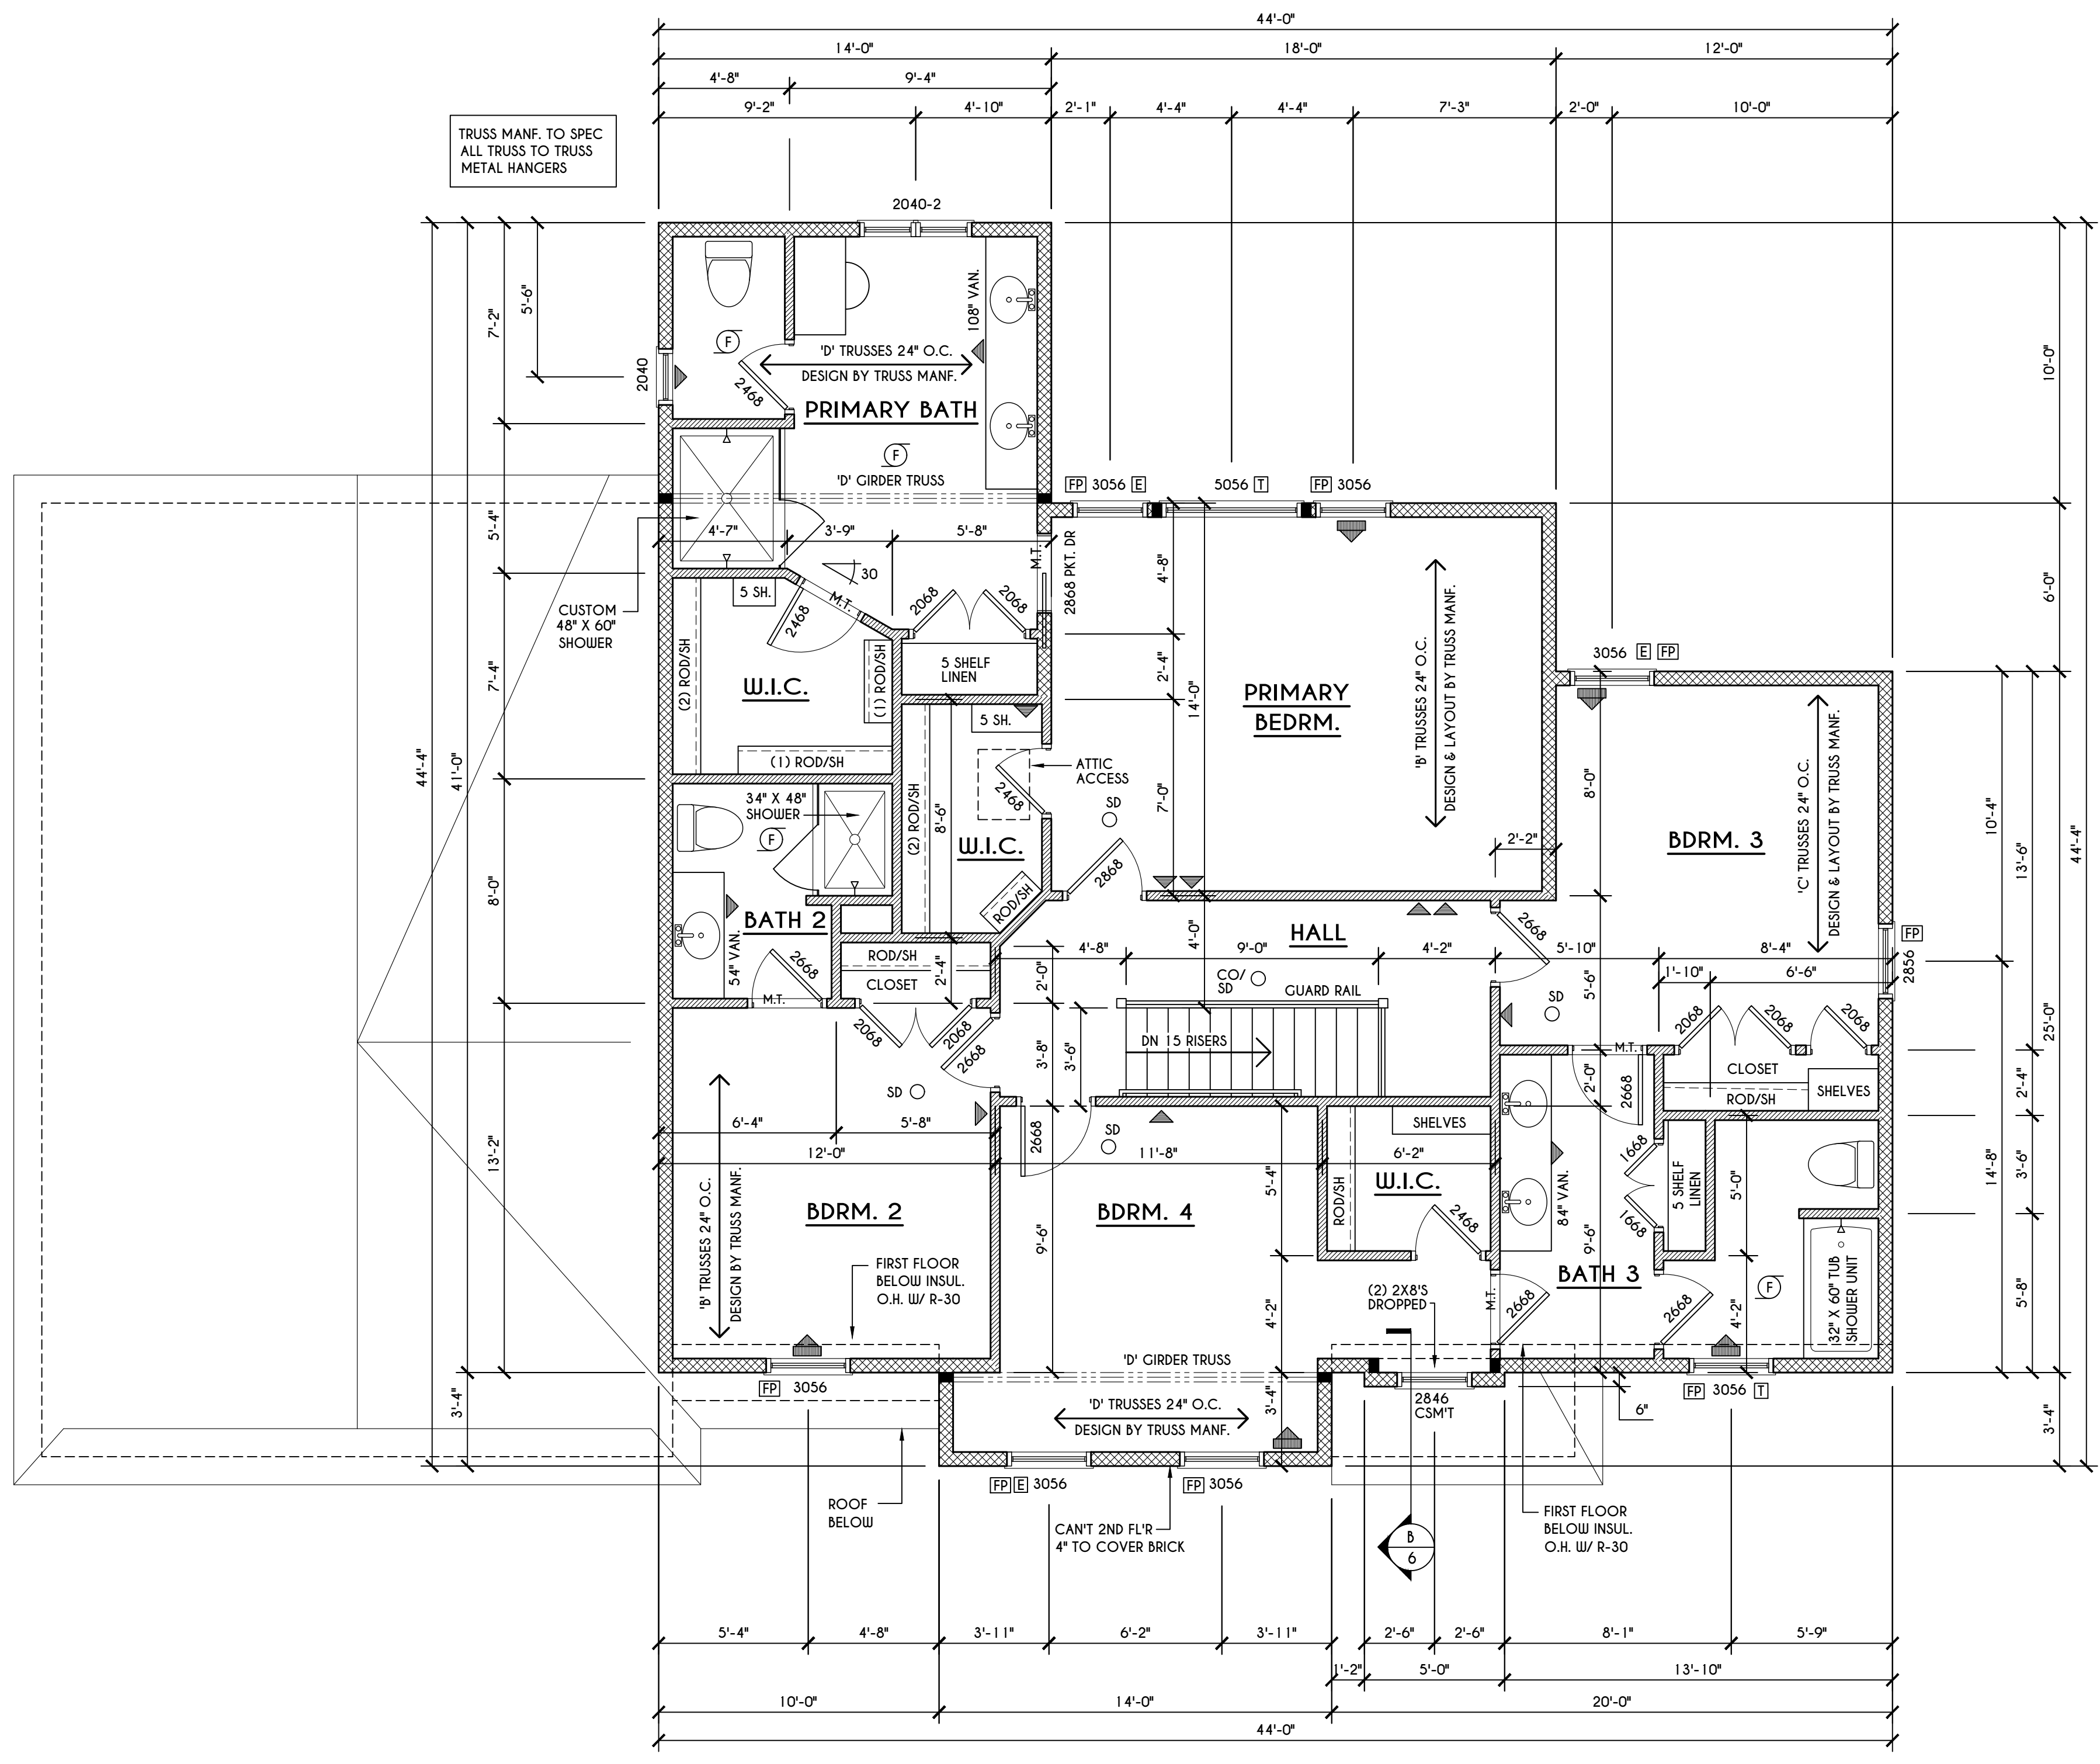 44'-0"
14'-0" 18'-0" 12'-0"
4'-8" 9'-4"
9'-2" 4'-10" 2'-1" 4'-4" 4'-4" 7'-3" 2'-0" 10'-0"
TRUSS MANF. TO SPEC
ALL TRUSS TO TRUSS
METAL HANGERS
2040-2
5'-6"
7'-2"
108" VAN.
F
'D' TRUSSES 24" O.C.
DESIGN BY TRUSS MANF.
2040
2468
PRIMARY BATH
10'-0"
F
'D' GIRDER TRUSS
FP 3056 E
5056 T
FP 3056
5'-4"
4'-7" 3'-9" 5'-8"
M.T.
2868 PKT. DR
4'-8"
30
CUSTOM
48" X 60"
SHOWER
5 SH.
M.T.
2468
2068
2068
6'-0"
(2) ROD/SH
(1) ROD/SH
5 SHELF
LINEN
2'-4"
14'-0"
7'-4"
W.I.C.
(1) ROD/SH
5 SH.
PRIMARY
BEDRM.
'B' TRUSSES 24" O.C.
DESIGN & LAYOUT BY TRUSS MANF.
3056 E FP
44'-4"
41'-0"
ATTIC
ACCESS
2468
SD
7'-0"
8'-0"
34" X 48"
SHOWER
F
(2) ROD/SH
8'-6"
W.I.C.
ROD/SH
2868
2'-2"
BDRM. 3
'C' TRUSSES 24" O.C.
DESIGN & LAYOUT BY TRUSS MANF.
10'-4"
13'-6"
44'-4"
8'-0"
BATH 2
54" VAN.
2668
M.T.
ROD/SH
CLOSET
2'-4"
2'-0"
4'-8"
4'-0"
9'-0"
HALL
4'-2"
2668
5'-10"
8'-4"
1'-10"
6'-6"
FP
2856
CO/
SD
GUARD RAIL
5'-6"
SD
25'-0"
2068
2068
2668
3'-8"
3'-6"
DN 15 RISERS
M.T.
2068
2068
2068
SD
2'-0"
2668
CLOSET
ROD/SH
SHELVES
2'-4"
6'-4" 5'-8"
2668
SD
SHELVES
1668
13'-2"
12'-0" 11'-8" 6'-2"
14'-8"
3'-6"
'B' TRUSSES 24" O.C.
DESIGN BY TRUSS MANF.
BDRM. 2
BDRM. 4
5'-4"
W.I.C.
ROD/SH
2468
84" VAN.
1668
5 SHELF
LINEN
5'-0"
9'-6"
9'-6"
FIRST FLOOR
BELOW INSUL.
O.H. W/ R-30
(2) 2X8'S
DROPPED
M.T.
2668
BATH 3
2668
F
32" X 60" TUB
SHOWER UNIT
4'-2"
4'-2"
5'-8"
'D' GIRDER TRUSS
FP 3056
3'-4"
'D' TRUSSES 24" O.C.
DESIGN BY TRUSS MANF.
3'-4"
2846
CSM'T
6"
FP 3056 T
3'-4"
FP E 3056
FP 3056
ROOF
BELOW
CAN'T 2ND FL'R
4" TO COVER BRICK
B
6
FIRST FLOOR
BELOW INSUL.
O.H. W/ R-30
5'-4" 4'-8" 3'-11" 6'-2" 3'-11" 2'-6" 2'-6" 8'-1" 5'-9"
1'-2" 5'-0" 13'-10"
10'-0" 14'-0" 20'-0"
44'-0"